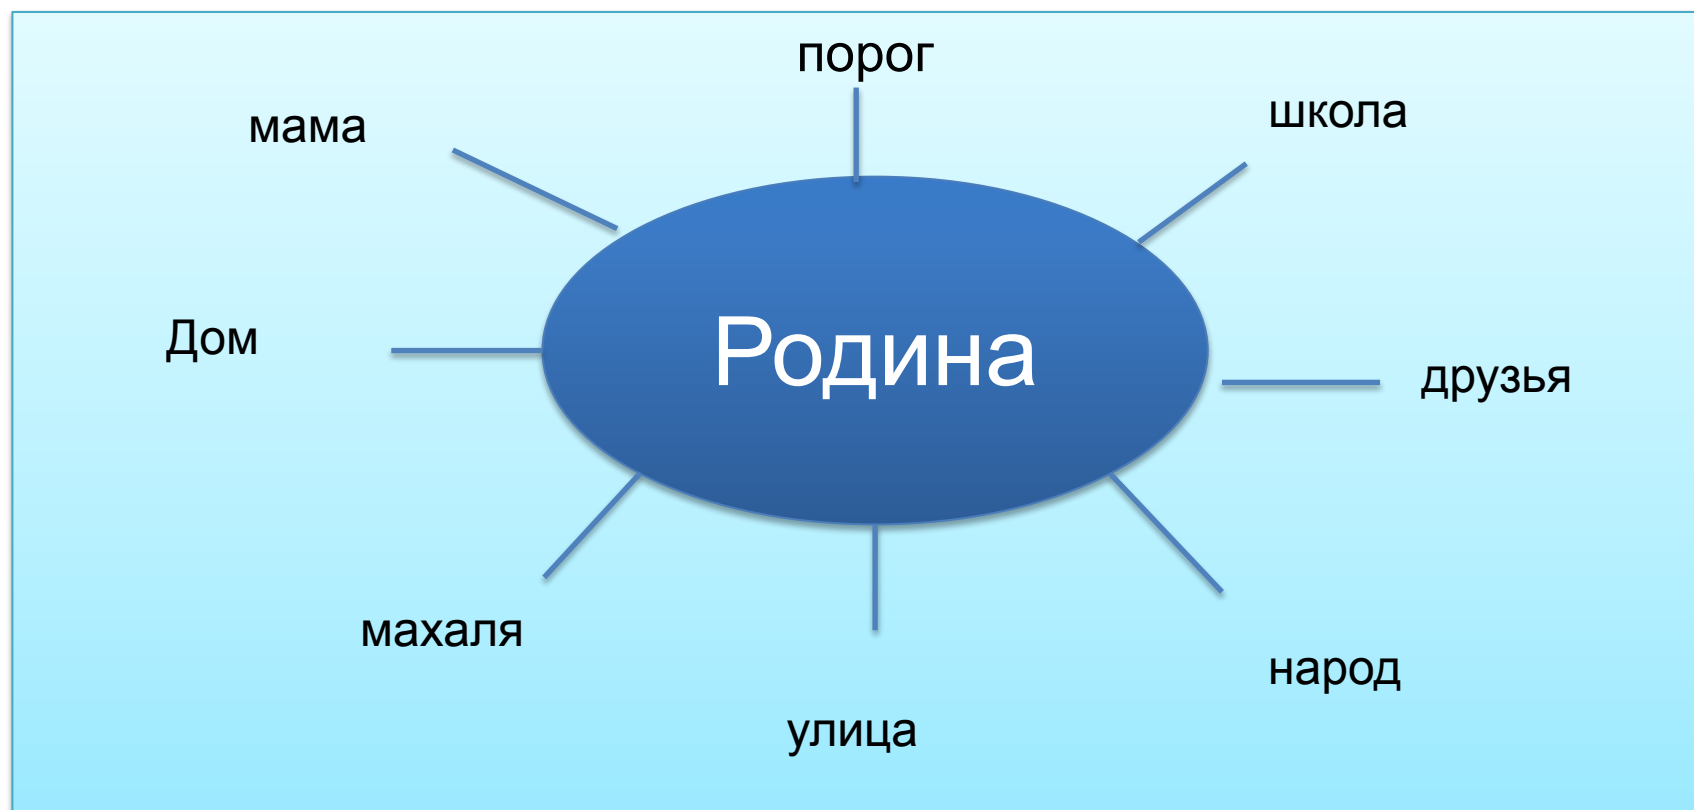 порог
мама
школа
Дом
Родина
друзья
махаля
народ
улица